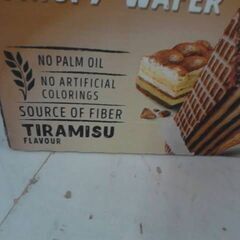 WAFER
NO PALM OIL
NO ARTIFICIAL
COLORINGS
SOURCE OF FIBER
TIRAMISU
FLAVOUR